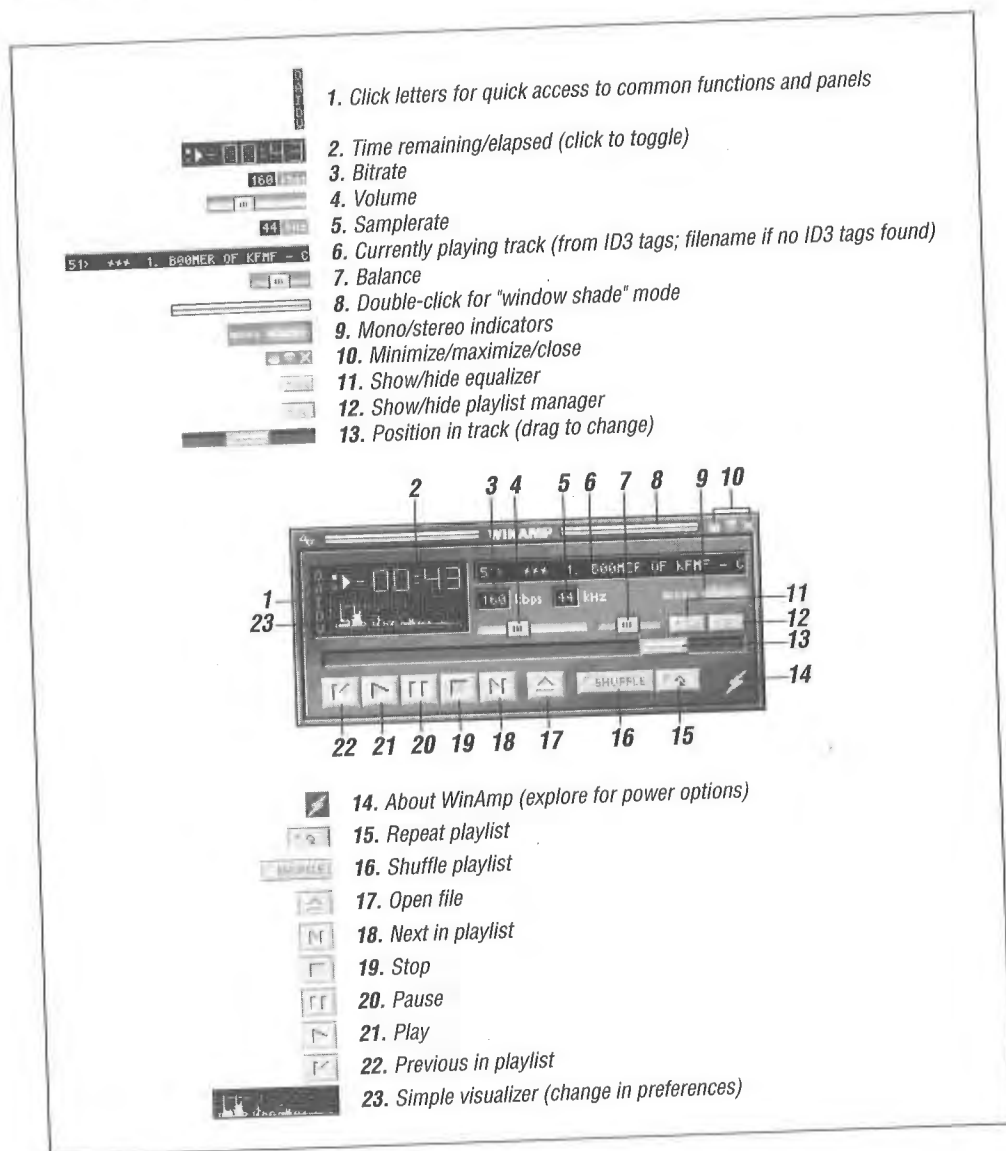 O
A
I
D
V
1. Click letters for quick access to common functions and panels
2. Time remaining/elapsed (click to toggle)
160
3. Bitrate
4. Volume
44
5. Samplerate
51> *** 1. BOOMER OF KFMF - C
6. Currently playing track (from ID3 tags; filename if no ID3 tags found)
7. Balance
8. Double-click for "window shade" mode
9. Mono/stereo indicators
10. Minimize/maximize/close
11. Show/hide equalizer
12. Show/hide playlist manager
13. Position in track (drag to change)
2 3 4 5 6 7 8 9 10
WINAMP
-00:43
*** 1. BOOMER OF KFMF - C
1
160 kbps 44 kHz
11
23
12
13
SHUFFLE
14
22 21 20 19 18 17 16 15
14. About WinAmp (explore for power options)
15. Repeat playlist
SHUFFLE
16. Shuffle playlist
17. Open file
18. Next in playlist
19. Stop
20. Pause
21. Play
22. Previous in playlist
23. Simple visualizer (change in preferences)